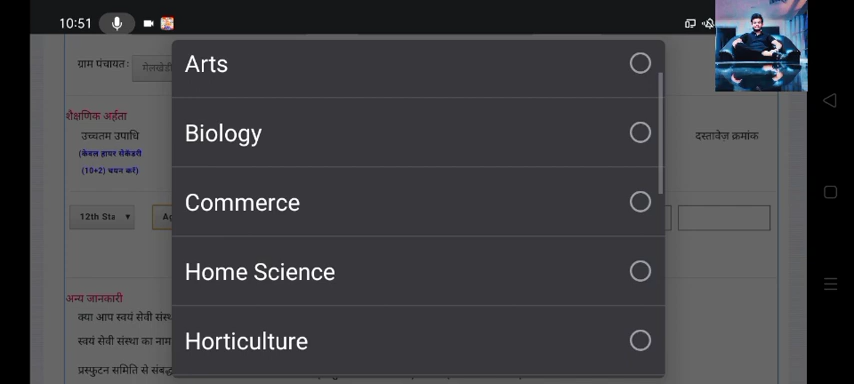 10:51
ग्राम पंचायत :
Arts
शैक्षणिक अर्हता
उच्चतम उपाधि
(केवल हायर सेकेंडरी
(10+2) चयन करें)
Biology
दस्तावेज़ क्रमांक
Commerce
12th Sta
Ag
Home Science
अन्य जानकारी
क्या आप स्वयं सेवी संस्
Horticulture
स्वयं सेवी संस्था का नाम
प्रस्फुटन समिति से संबद्